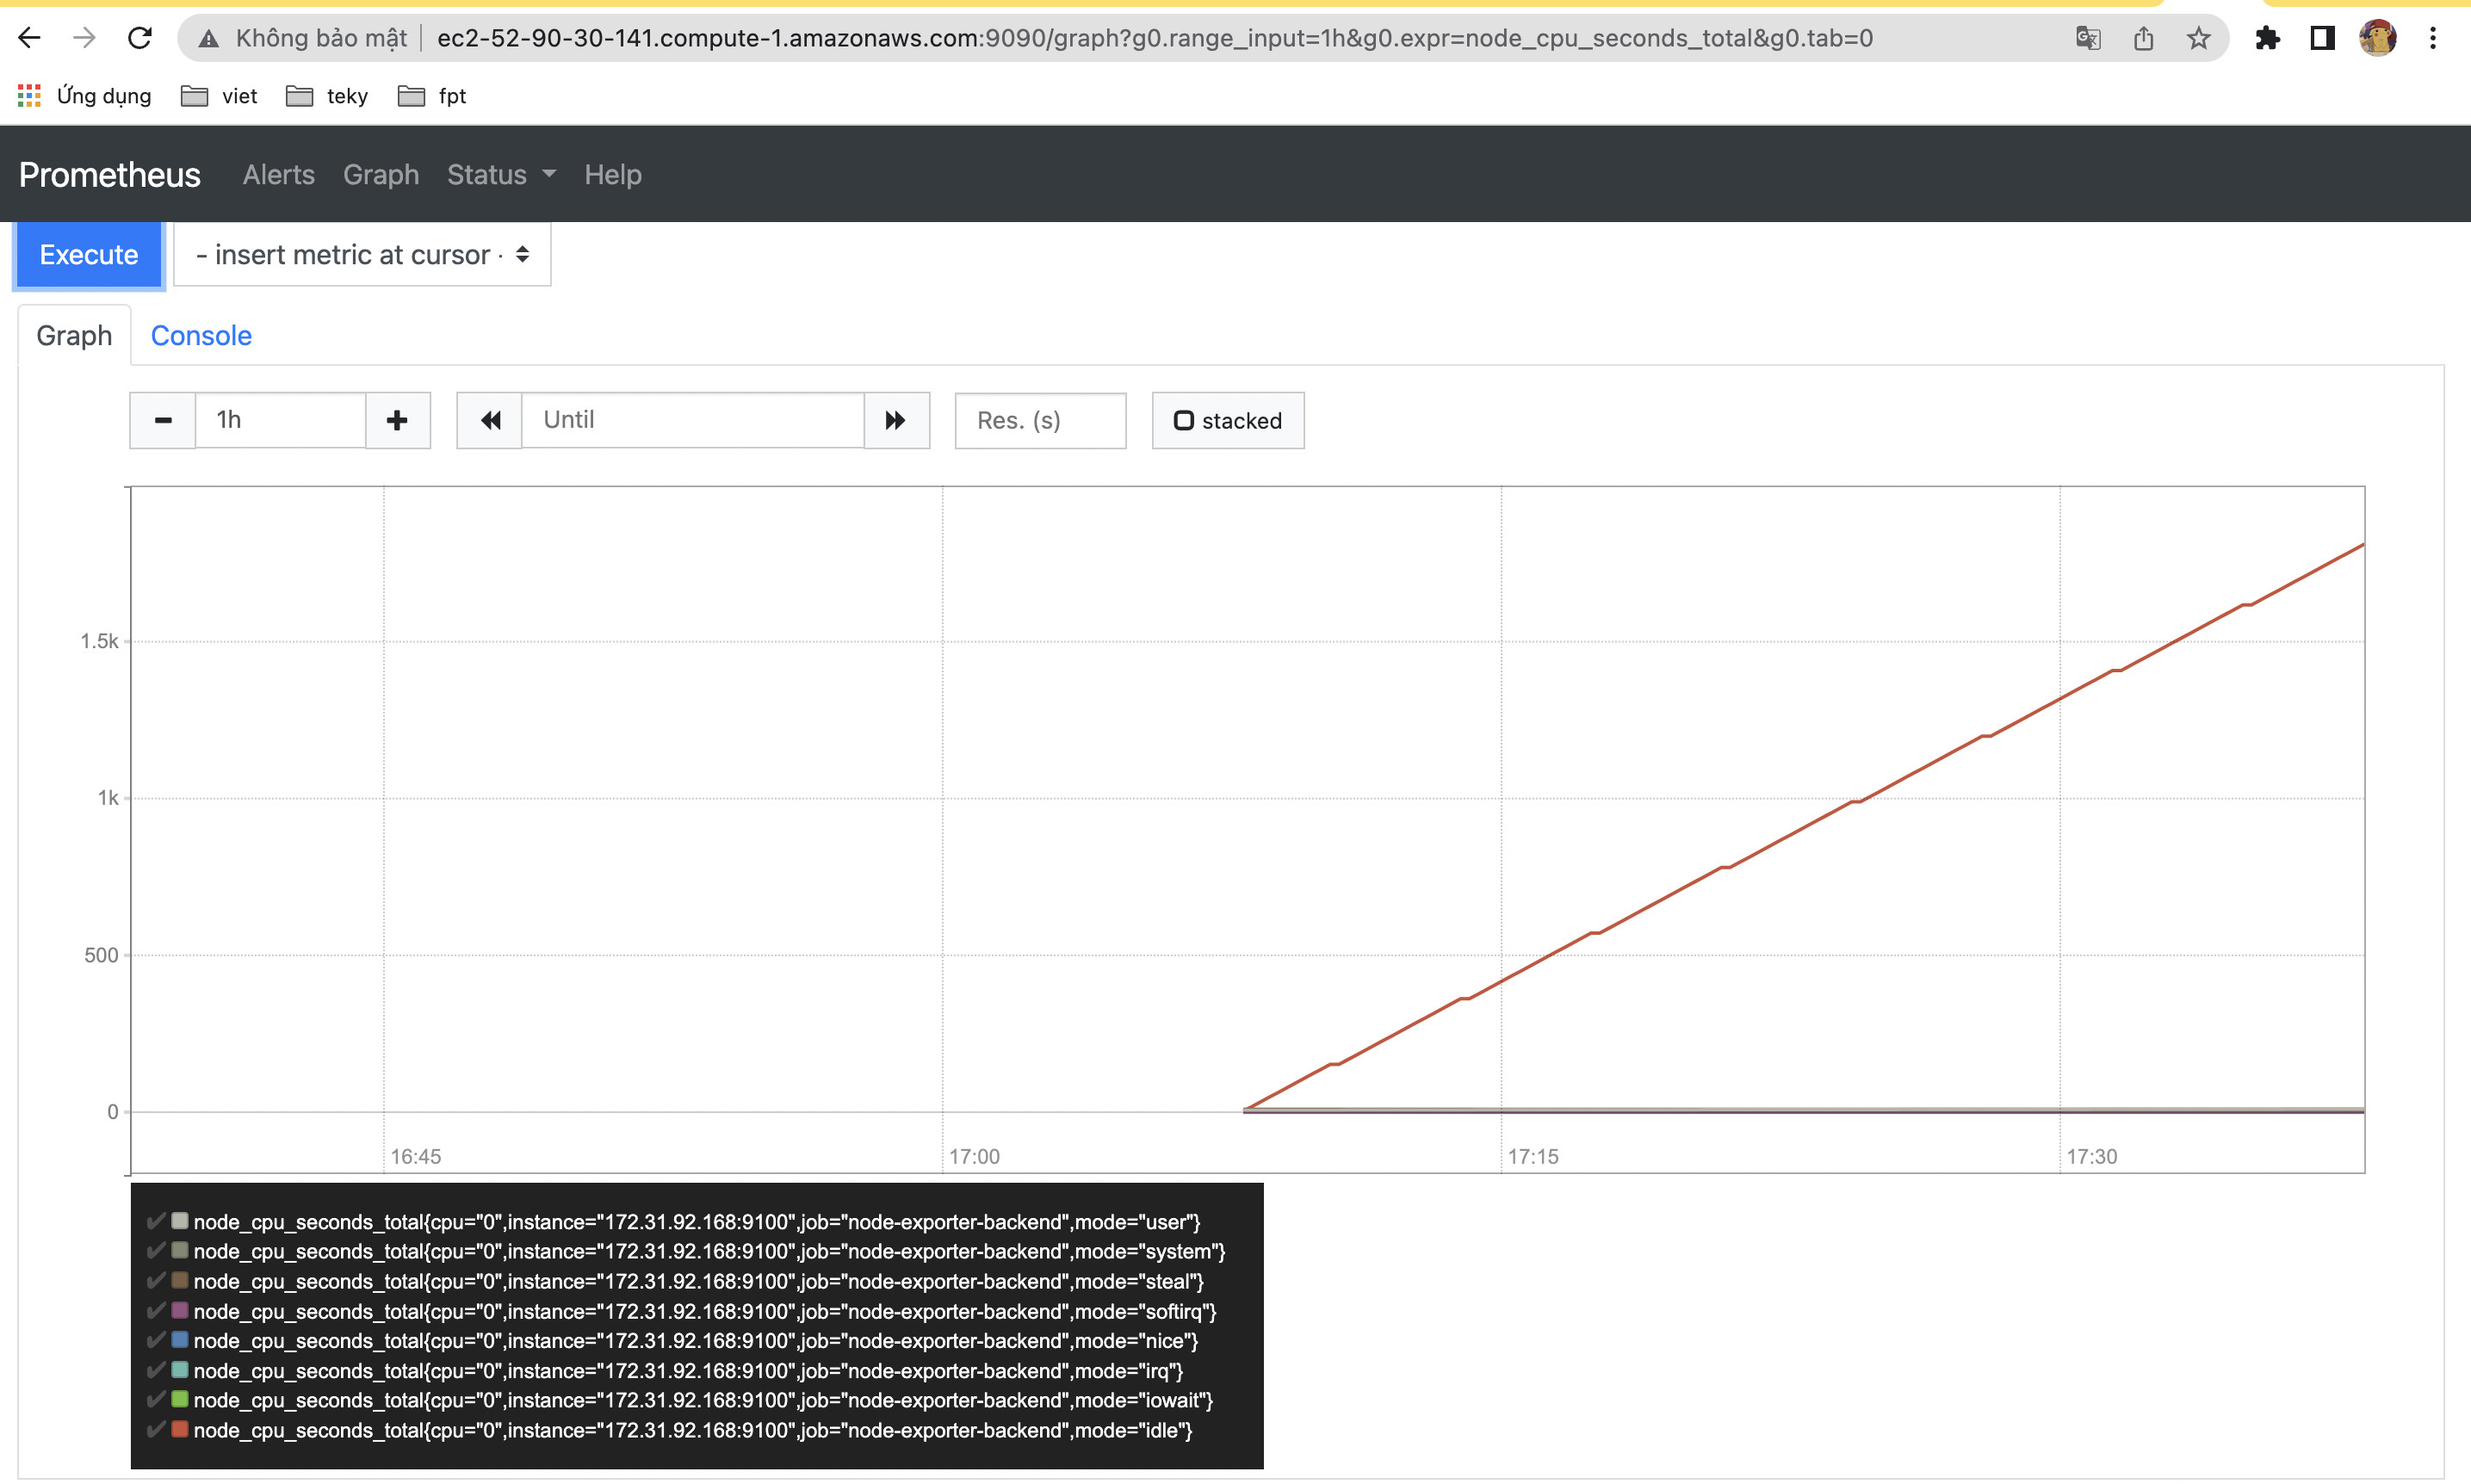 Không bảo mật ec2-52-90-30-141.compute-1.amazonaws.com:9090/graph?g0.range_input=1h&g0.expr=node_cpu_seconds_total&g0.tab=0
Ứng dụng viet teky fpt
Prometheus Alerts Graph Status Help
Execute - insert metric at cursor -
Graph Console
1h Until Res. (s) stacked
1.5k
1k
500
0
16:45 17:00 17:15 17:30
node_cpu_seconds_total{cpu="0",instance="172.31.92.168:9100",job="node-exporter-backend",mode="user"}
node_cpu_seconds_total{cpu="0",instance="172.31.92.168:9100",job="node-exporter-backend",mode="system"}
node_cpu_seconds_total{cpu="0",instance="172.31.92.168:9100",job="node-exporter-backend",mode="steal"}
node_cpu_seconds_total{cpu="0",instance="172.31.92.168:9100",job="node-exporter-backend",mode="softirq"}
node_cpu_seconds_total{cpu="0",instance="172.31.92.168:9100",job="node-exporter-backend",mode="nice"}
node_cpu_seconds_total{cpu="0",instance="172.31.92.168:9100",job="node-exporter-backend",mode="irq"}
node_cpu_seconds_total{cpu="0",instance="172.31.92.168:9100",job="node-exporter-backend",mode="iowait"}
node_cpu_seconds_total{cpu="0",instance="172.31.92.168:9100",job="node-exporter-backend",mode="idle"}